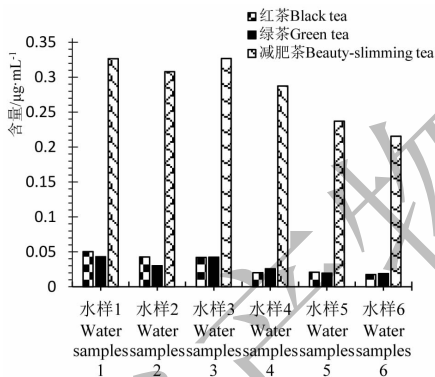 红茶Black tea
绿茶Green tea
减肥茶Beauty-slimming tea
含量/μg·mL-1
0.35
0.3
0.25
0.2
0.15
0.1
0.05
0
水样1 水样2 水样3 水样4 水样5 水样6
Water Water Water Water Water Water
samples samples samples samples samples samples
1 2 3 4 5 6